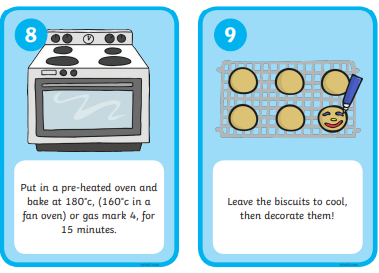 8
Put in a pre-heated oven and
bake at 180°c, (160°c in a
fan oven) or gas mark 4, for
15 minutes.
9
Leave the biscuits to cool,
then decorate them!